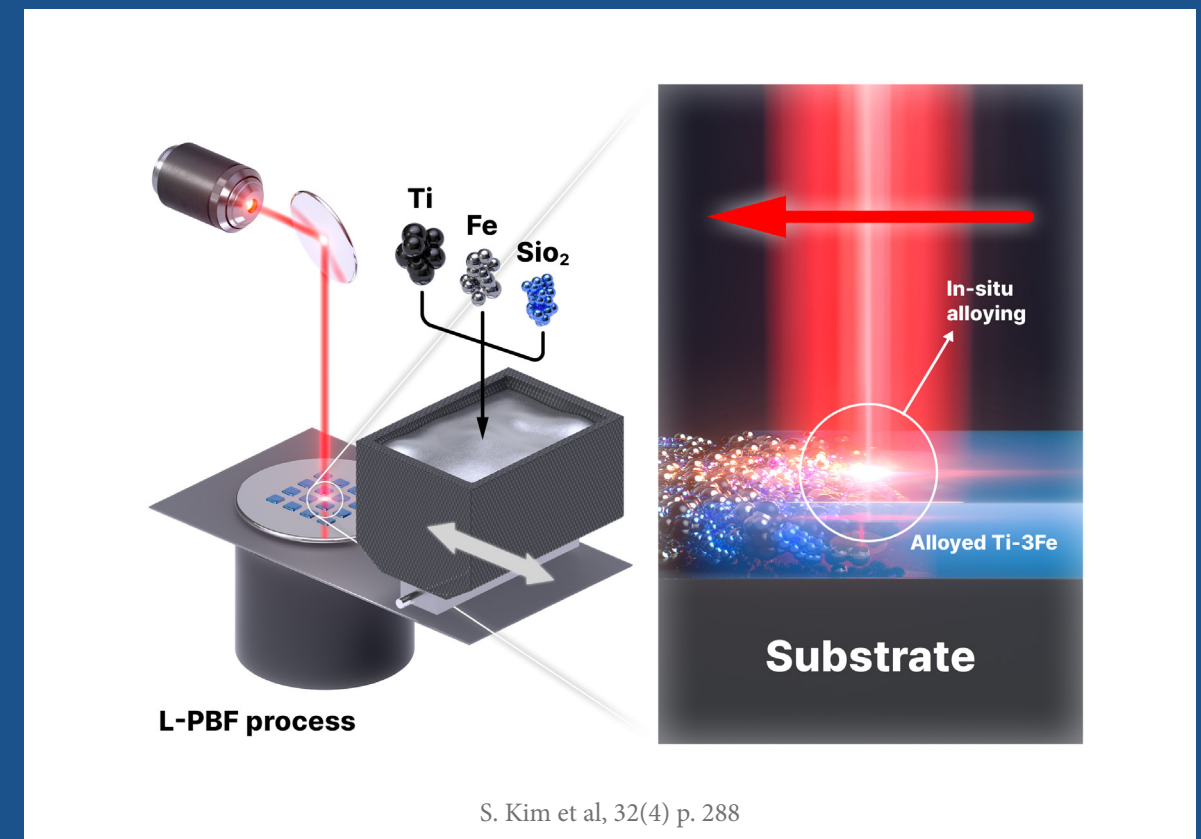 Ti
Fe
Sio₂
L-PBF process
In-situ
alloying
Alloyed Ti-3Fe
Substrate
S. Kim et al, 32(4) p. 288